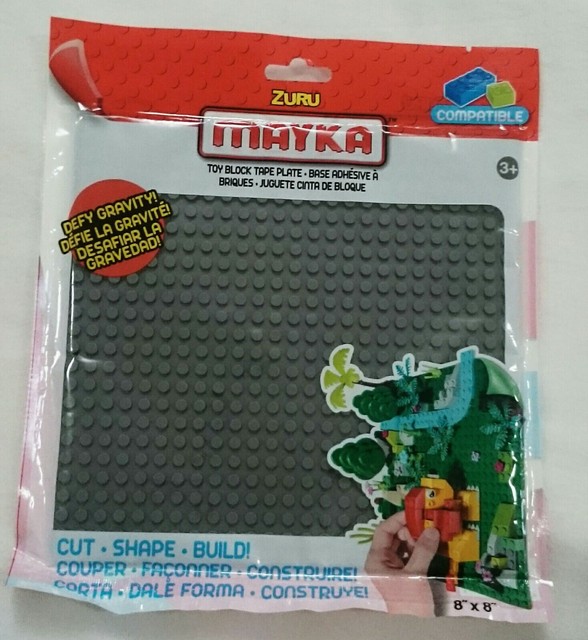 ZURU
MAYKA™
COMPATIBLE
TOY BLOCK TAPE PLATE • BASE ADHÉSIVE À
BRIQUES • JUGUETE CINTA DE BLOQUE
3+
DEFY GRAVITY!
DÉFIE LA GRAVITÉ!
DESAFIAR LA
GRAVEDAD!
CUT • SHAPE • BUILD!
COUPER • FAÇONNER • CONSTRUIRE!
CORTA • DALE FORMA • CONSTRUYE!
8" x 8"